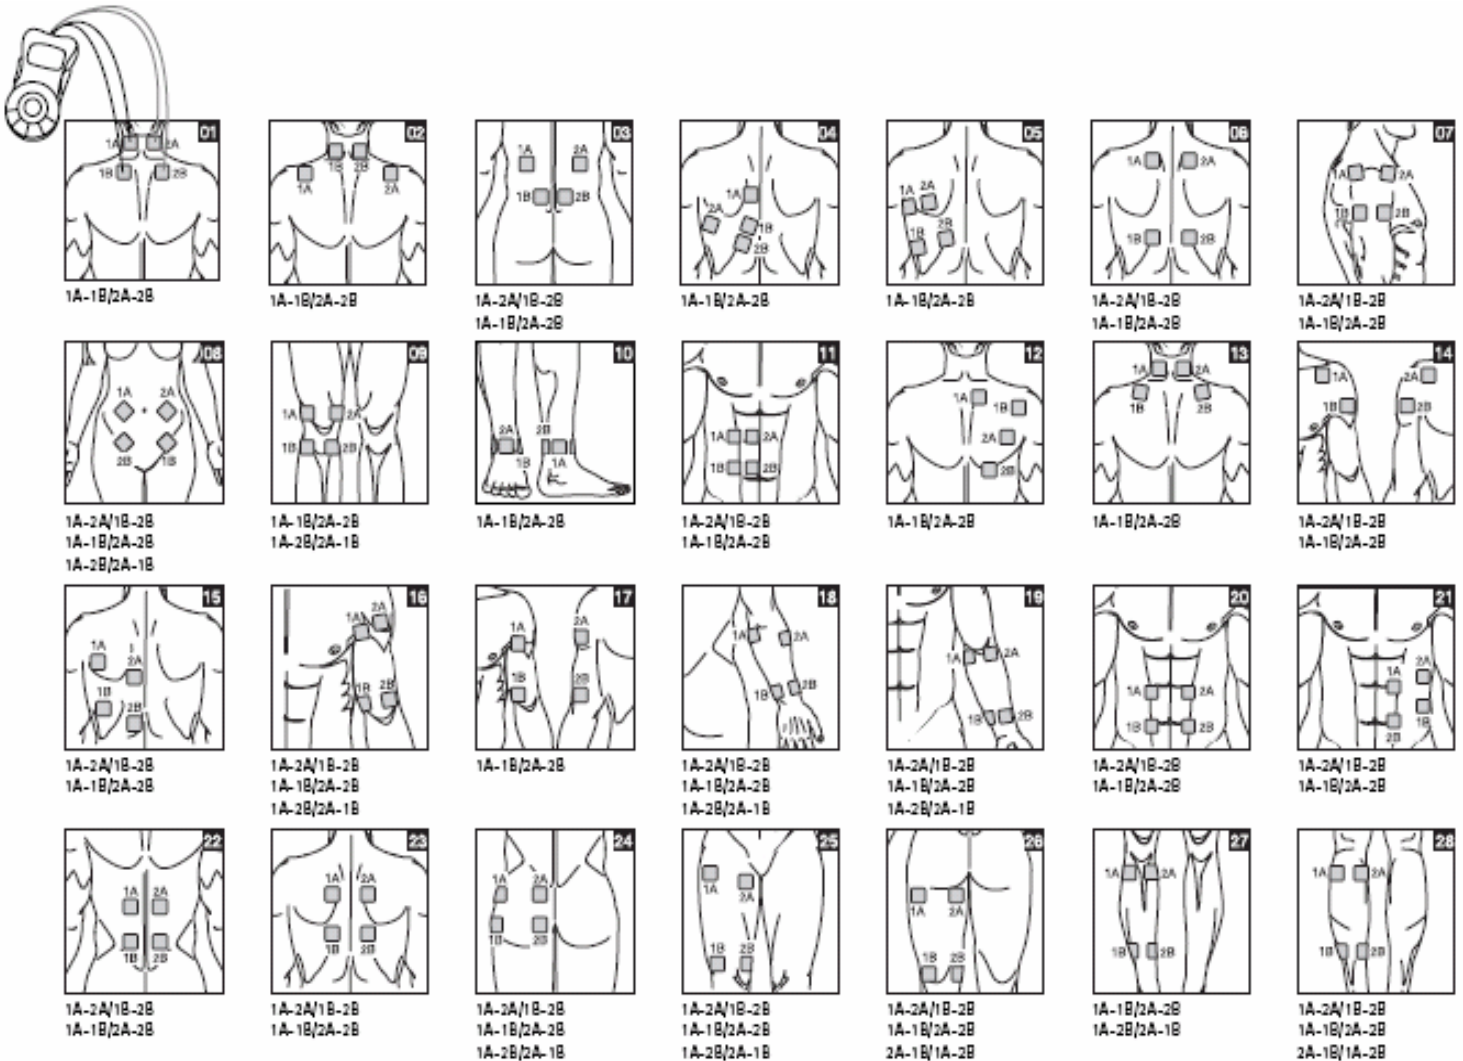 01 02 03 04 05 06 07
1A 2A 1B 2B
1B 2B 1A 2A
1A 2A 1B 2B
1A 2A 1B 2B
1A 2A 1B 2B
1A 2A 1B 2B
1A 2A 1B 2B
1A-1B/2A-2B
1A-1B/2A-2B
1A-2A/1B-2B
1A-1B/2A-2B
1A-1B/2A-2B
1A-1B/2A-2B
1A-2A/1B-2B
1A-1B/2A-2B
1A-2A/1B-2B
1A-1B/2A-2B
08 09 10 11 12 13 14
1A 2A 2B 1B
1A 2A 1B 2B
2A 2B 1B 1A
1A 2A 1B 2B
1A 1B 2A 2B
1A 2A 1B 2B
1A 2A 1B 2B
1A-2A/1B-2B
1A-1B/2A-2B
1A-2B/2A-1B
1A-1B/2A-2B
1A-2B/2A-1B
1A-1B/2A-2B
1A-2A/1B-2B
1A-1B/2A-2B
1A-1B/2A-2B
1A-1B/2A-2B
1A-2A/1B-2B
1A-1B/2A-2B
15 16 17 18 19 20 21
1A 2A 1B 2B
1A 2A 1B 2B
1A 2A 1B 2B
1A 2A 1B 2B
1A 2A 1B 2B
1A 2A 1B 2B
1A 2A 1B 2B
1A-2A/1B-2B
1A-1B/2A-2B
1A-2A/1B-2B
1A-1B/2A-2B
1A-2B/2A-1B
1A-1B/2A-2B
1A-2A/1B-2B
1A-1B/2A-2B
1A-2B/2A-1B
1A-2A/1B-2B
1A-1B/2A-2B
1A-2B/2A-1B
1A-2A/1B-2B
1A-1B/2A-2B
1A-2A/1B-2B
1A-1B/2A-2B
22 23 24 25 26 27 28
1A 2A 1B 2B
1A 2A 1B 2B
1A 2A 1B 2B
1A 2A 1B 2B
1A 2A 1B 2B
1A 2A 1B 2B
1A 2A 1B 2B
1A-2A/1B-2B
1A-1B/2A-2B
1A-2A/1B-2B
1A-1B/2A-2B
1A-2A/1B-2B
1A-1B/2A-2B
1A-2B/2A-1B
1A-2A/1B-2B
1A-1B/2A-2B
1A-2B/2A-1B
1A-2A/1B-2B
1A-1B/2A-2B
2A-1B/1A-2B
1A-1B/2A-2B
1A-2B/2A-1B
1A-2A/1B-2B
1A-1B/2A-2B
2A-1B/1A-2B